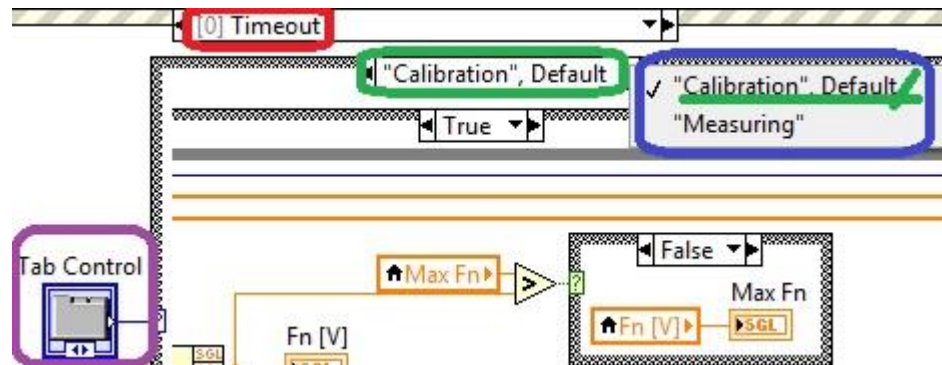 [0] Timeout
"Calibration", Default
✓ "Calibration", Default
"Measuring"
True
False
Tab Control
Max Fn
Max Fn
Fn [V]
SGL
Fn [V]
SGL